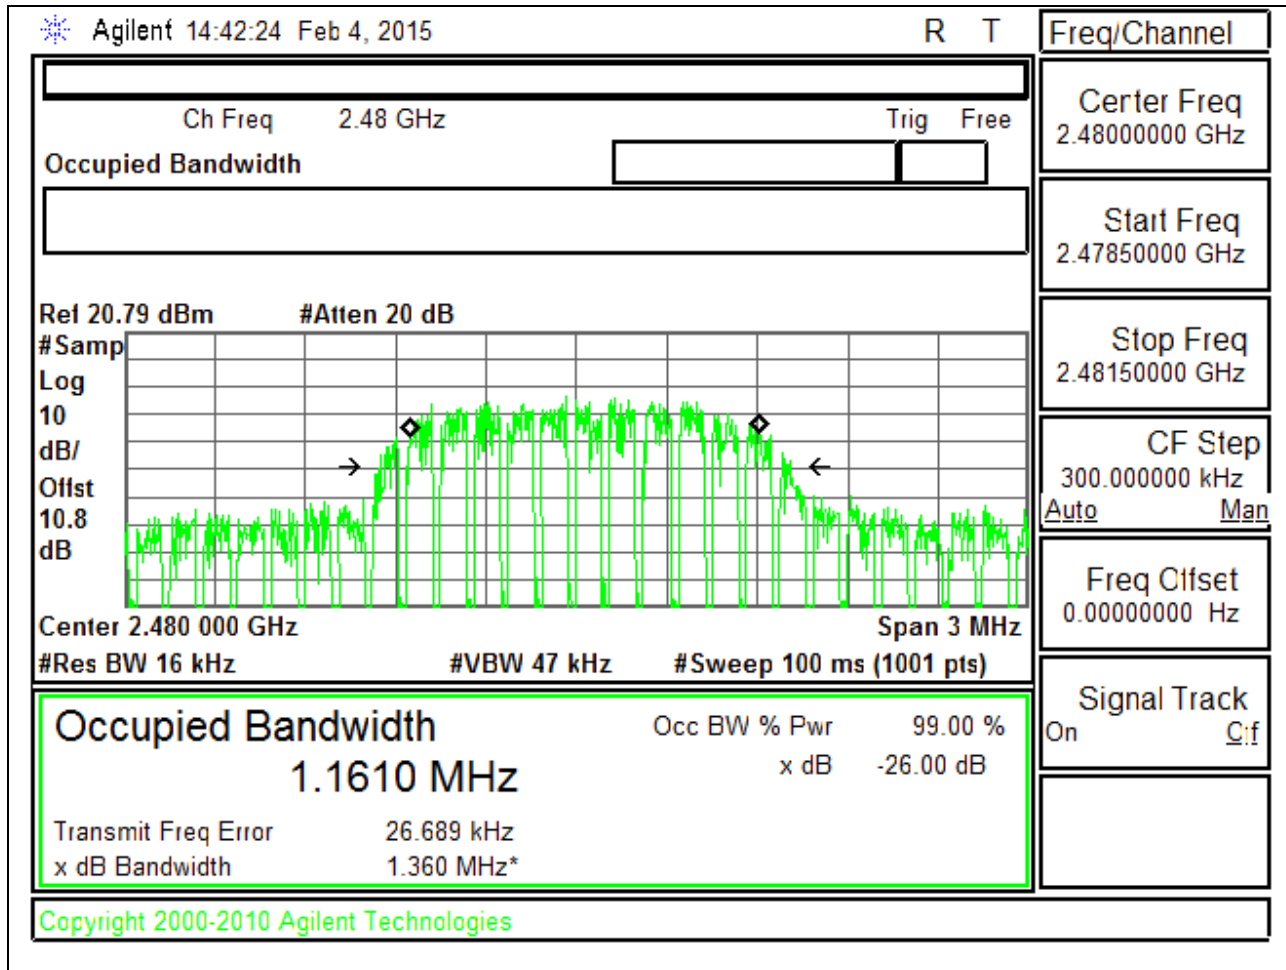 Agilent 14:42:24 Feb 4, 2015 R T
Freq/Channel
Ch Freq 2.48 GHz Trig Free
Occupied Bandwidth
Center Freq
2.48000000 GHz
Start Freq
2.47850000 GHz
Stop Freq
2.48150000 GHz
CF Step
300.000000 kHz
Auto Man
Freq Offset
0.00000000 Hz
Signal Track
On Off
Ref 20.79 dBm #Atten 20 dB
#Samp
Log
10
dB/
Offst
10.8
dB
Center 2.480 000 GHz Span 3 MHz
#Res BW 16 kHz #VBW 47 kHz #Sweep 100 ms (1001 pts)
Occupied Bandwidth
1.1610 MHz
Occ BW % Pwr 99.00 %
x dB -26.00 dB
Transmit Freq Error 26.689 kHz
x dB Bandwidth 1.360 MHz*
Copyright 2000-2010 Agilent Technologies